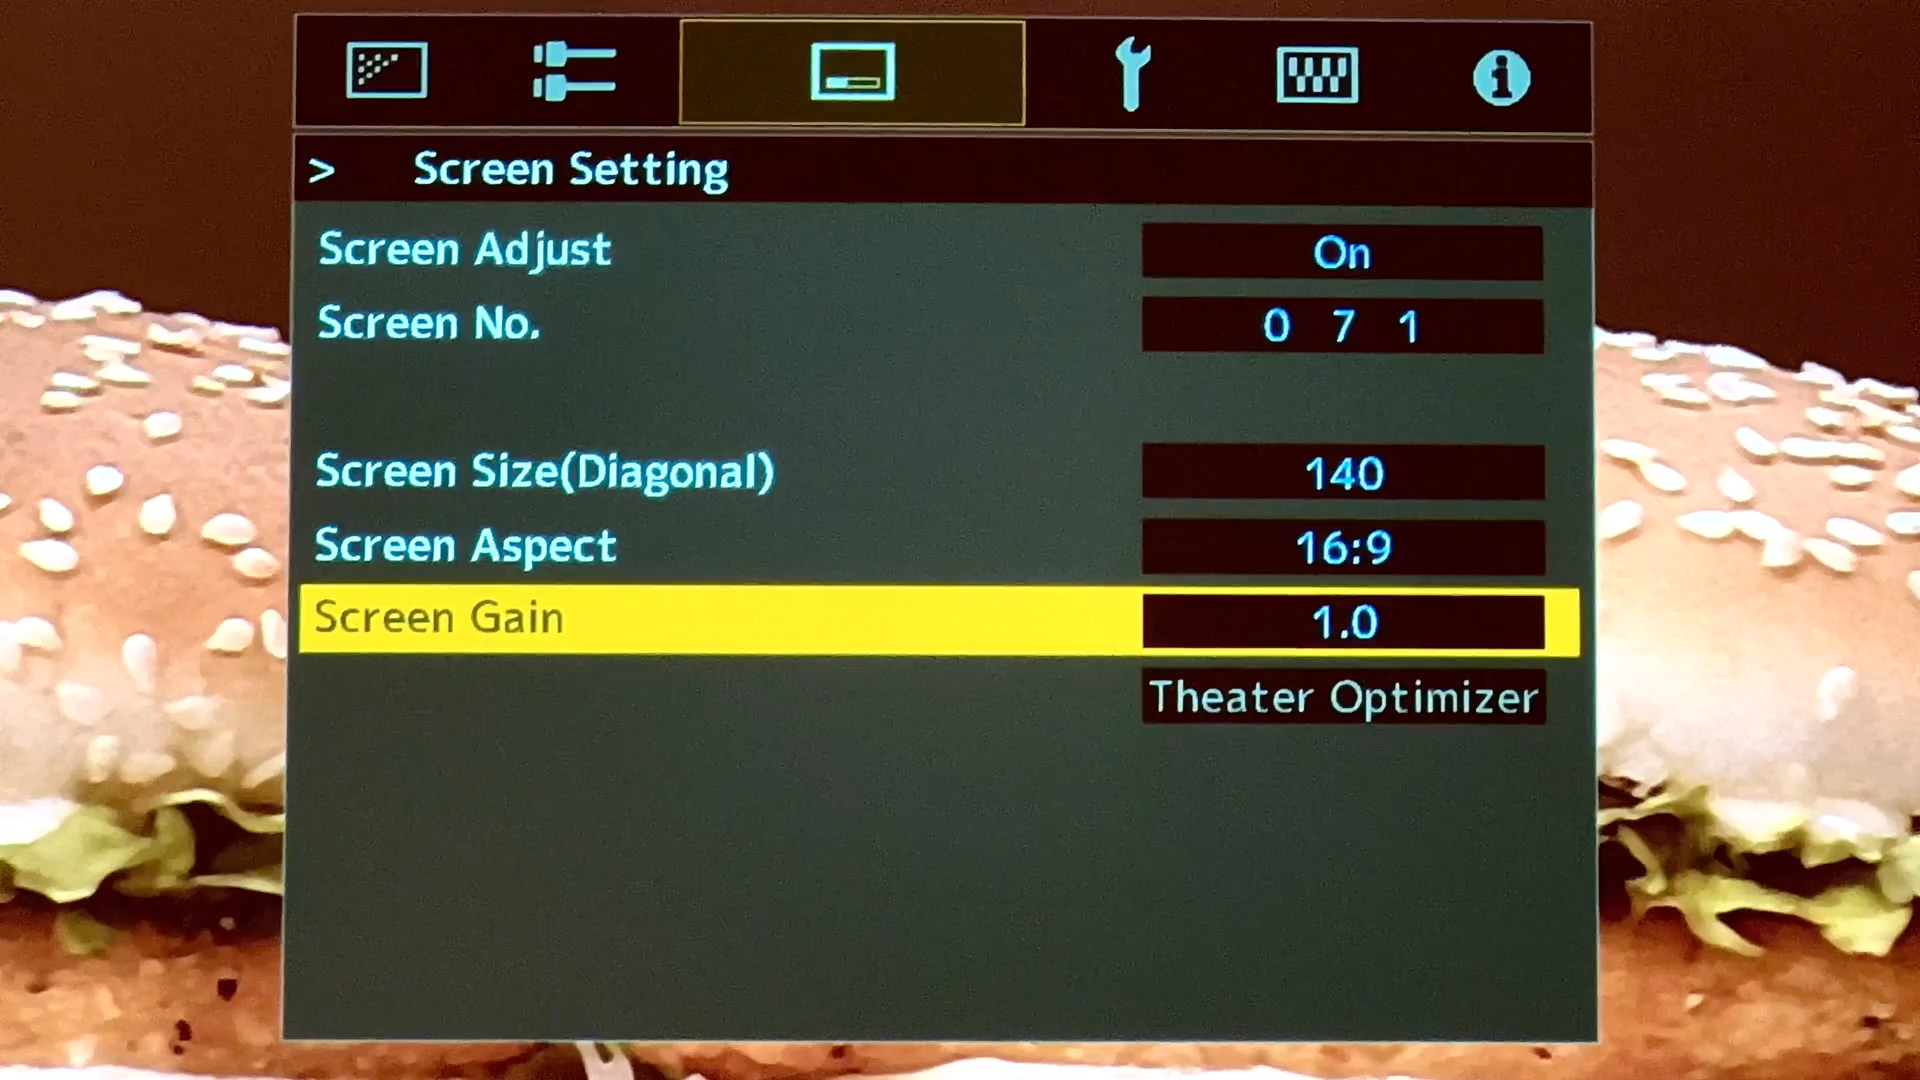 > Screen Setting
Screen Adjust On
Screen No. 0 7 1
Screen Size(Diagonal) 140
Screen Aspect 16:9
Screen Gain 1.0
Theater Optimizer